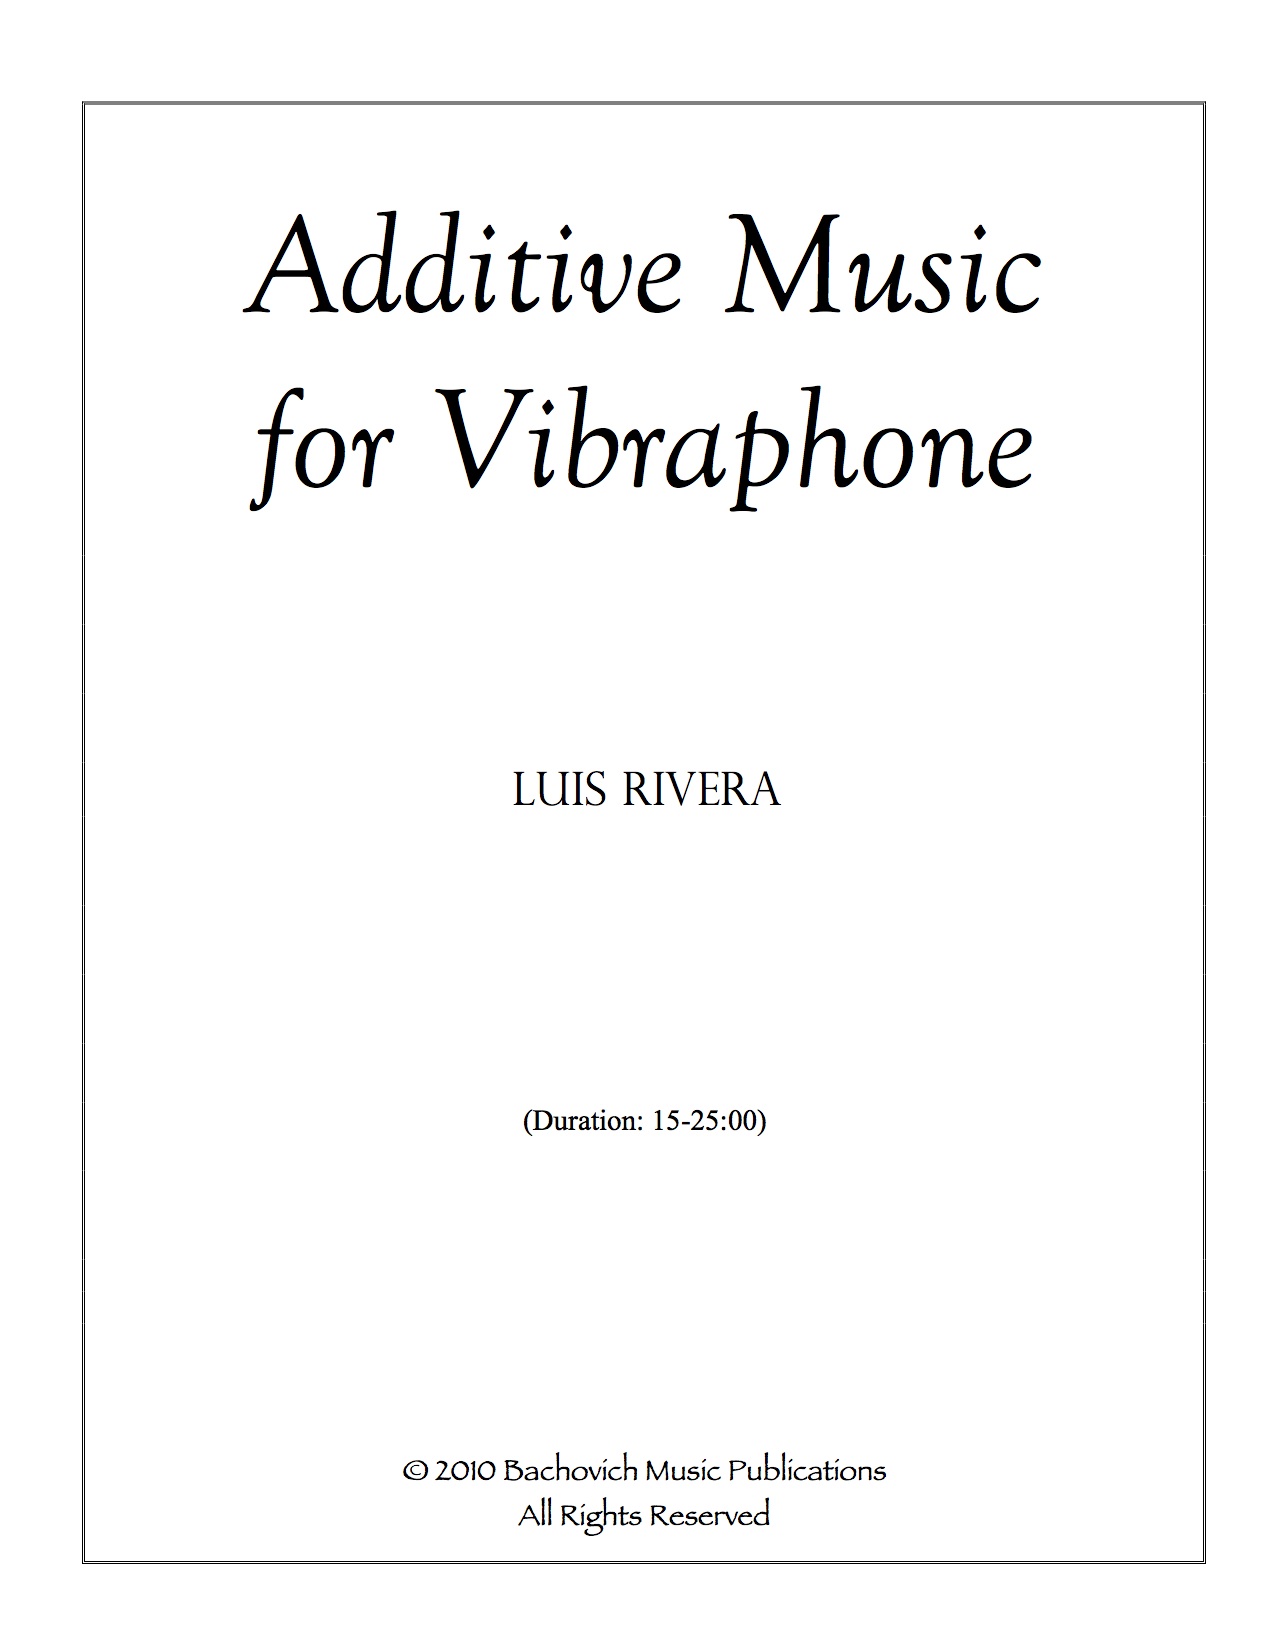 Additive Music
for Vibraphone
LUIS RIVERA
(Duration: 15-25:00)
© 2010 Bachovich Music Publications
All Rights Reserved